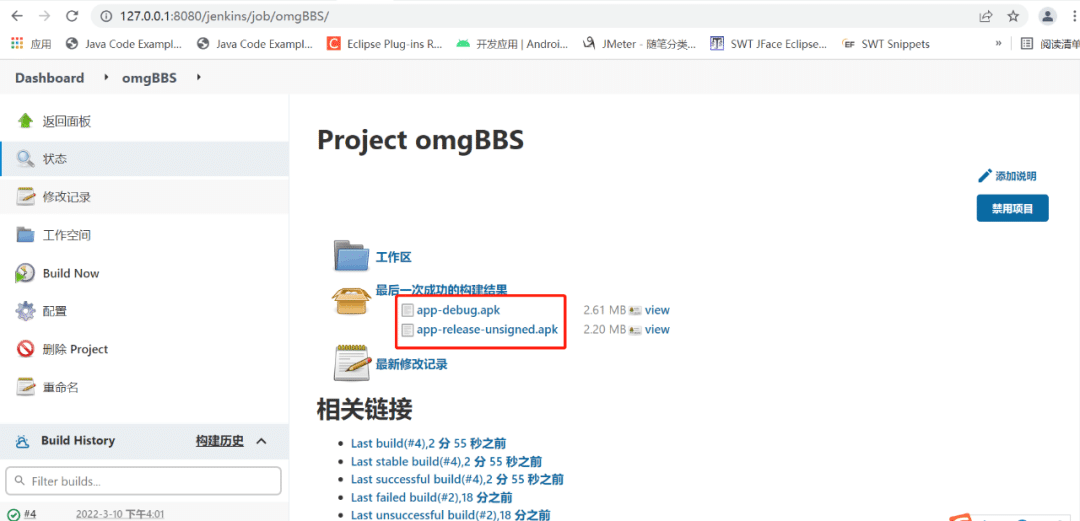 127.0.0.1:8080/jenkins/job/omgBBS/
应用 Java Code Exampl... Java Code Exampl... Eclipse Plug-ins R... 开发应用 | Androi... JMeter - 随笔分类... SWT JFace Eclipse... SWT Snippets » 阅读清单
Dashboard omgBBS
返回面板
状态
修改记录
工作空间
Build Now
配置
删除 Project
重命名
Build History 构建历史
Filter builds...
#4 2022-3-10 下午4:01
Project omgBBS
添加说明
禁用项目
工作区
最后一次成功的构建结果
app-debug.apk 2.61 MB view
app-release-unsigned.apk 2.20 MB view
最新修改记录
相关链接
Last build(#4),2 分 55 秒之前
Last stable build(#4),2 分 55 秒之前
Last successful build(#4),2 分 55 秒之前
Last failed build(#2),18 分之前
Last unsuccessful build(#2),18 分之前